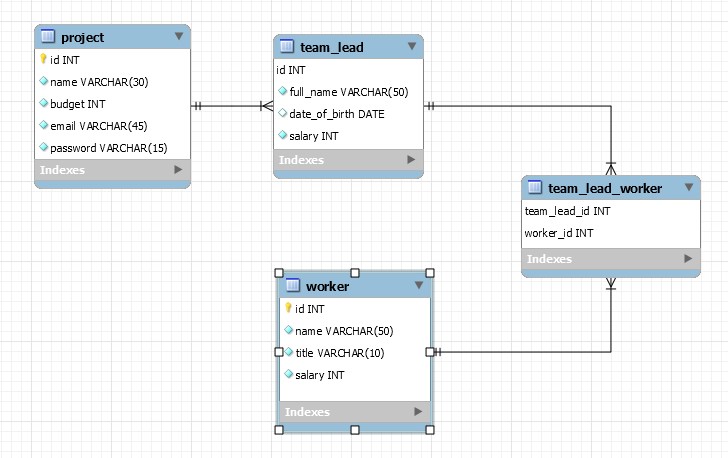 project
id INT
name VARCHAR(30)
budget INT
email VARCHAR(45)
password VARCHAR(15)
Indexes
team_lead
id INT
full_name VARCHAR(50)
date_of_birth DATE
salary INT
Indexes
team_lead_worker
team_lead_id INT
worker_id INT
Indexes
worker
id INT
name VARCHAR(50)
title VARCHAR(10)
salary INT
Indexes